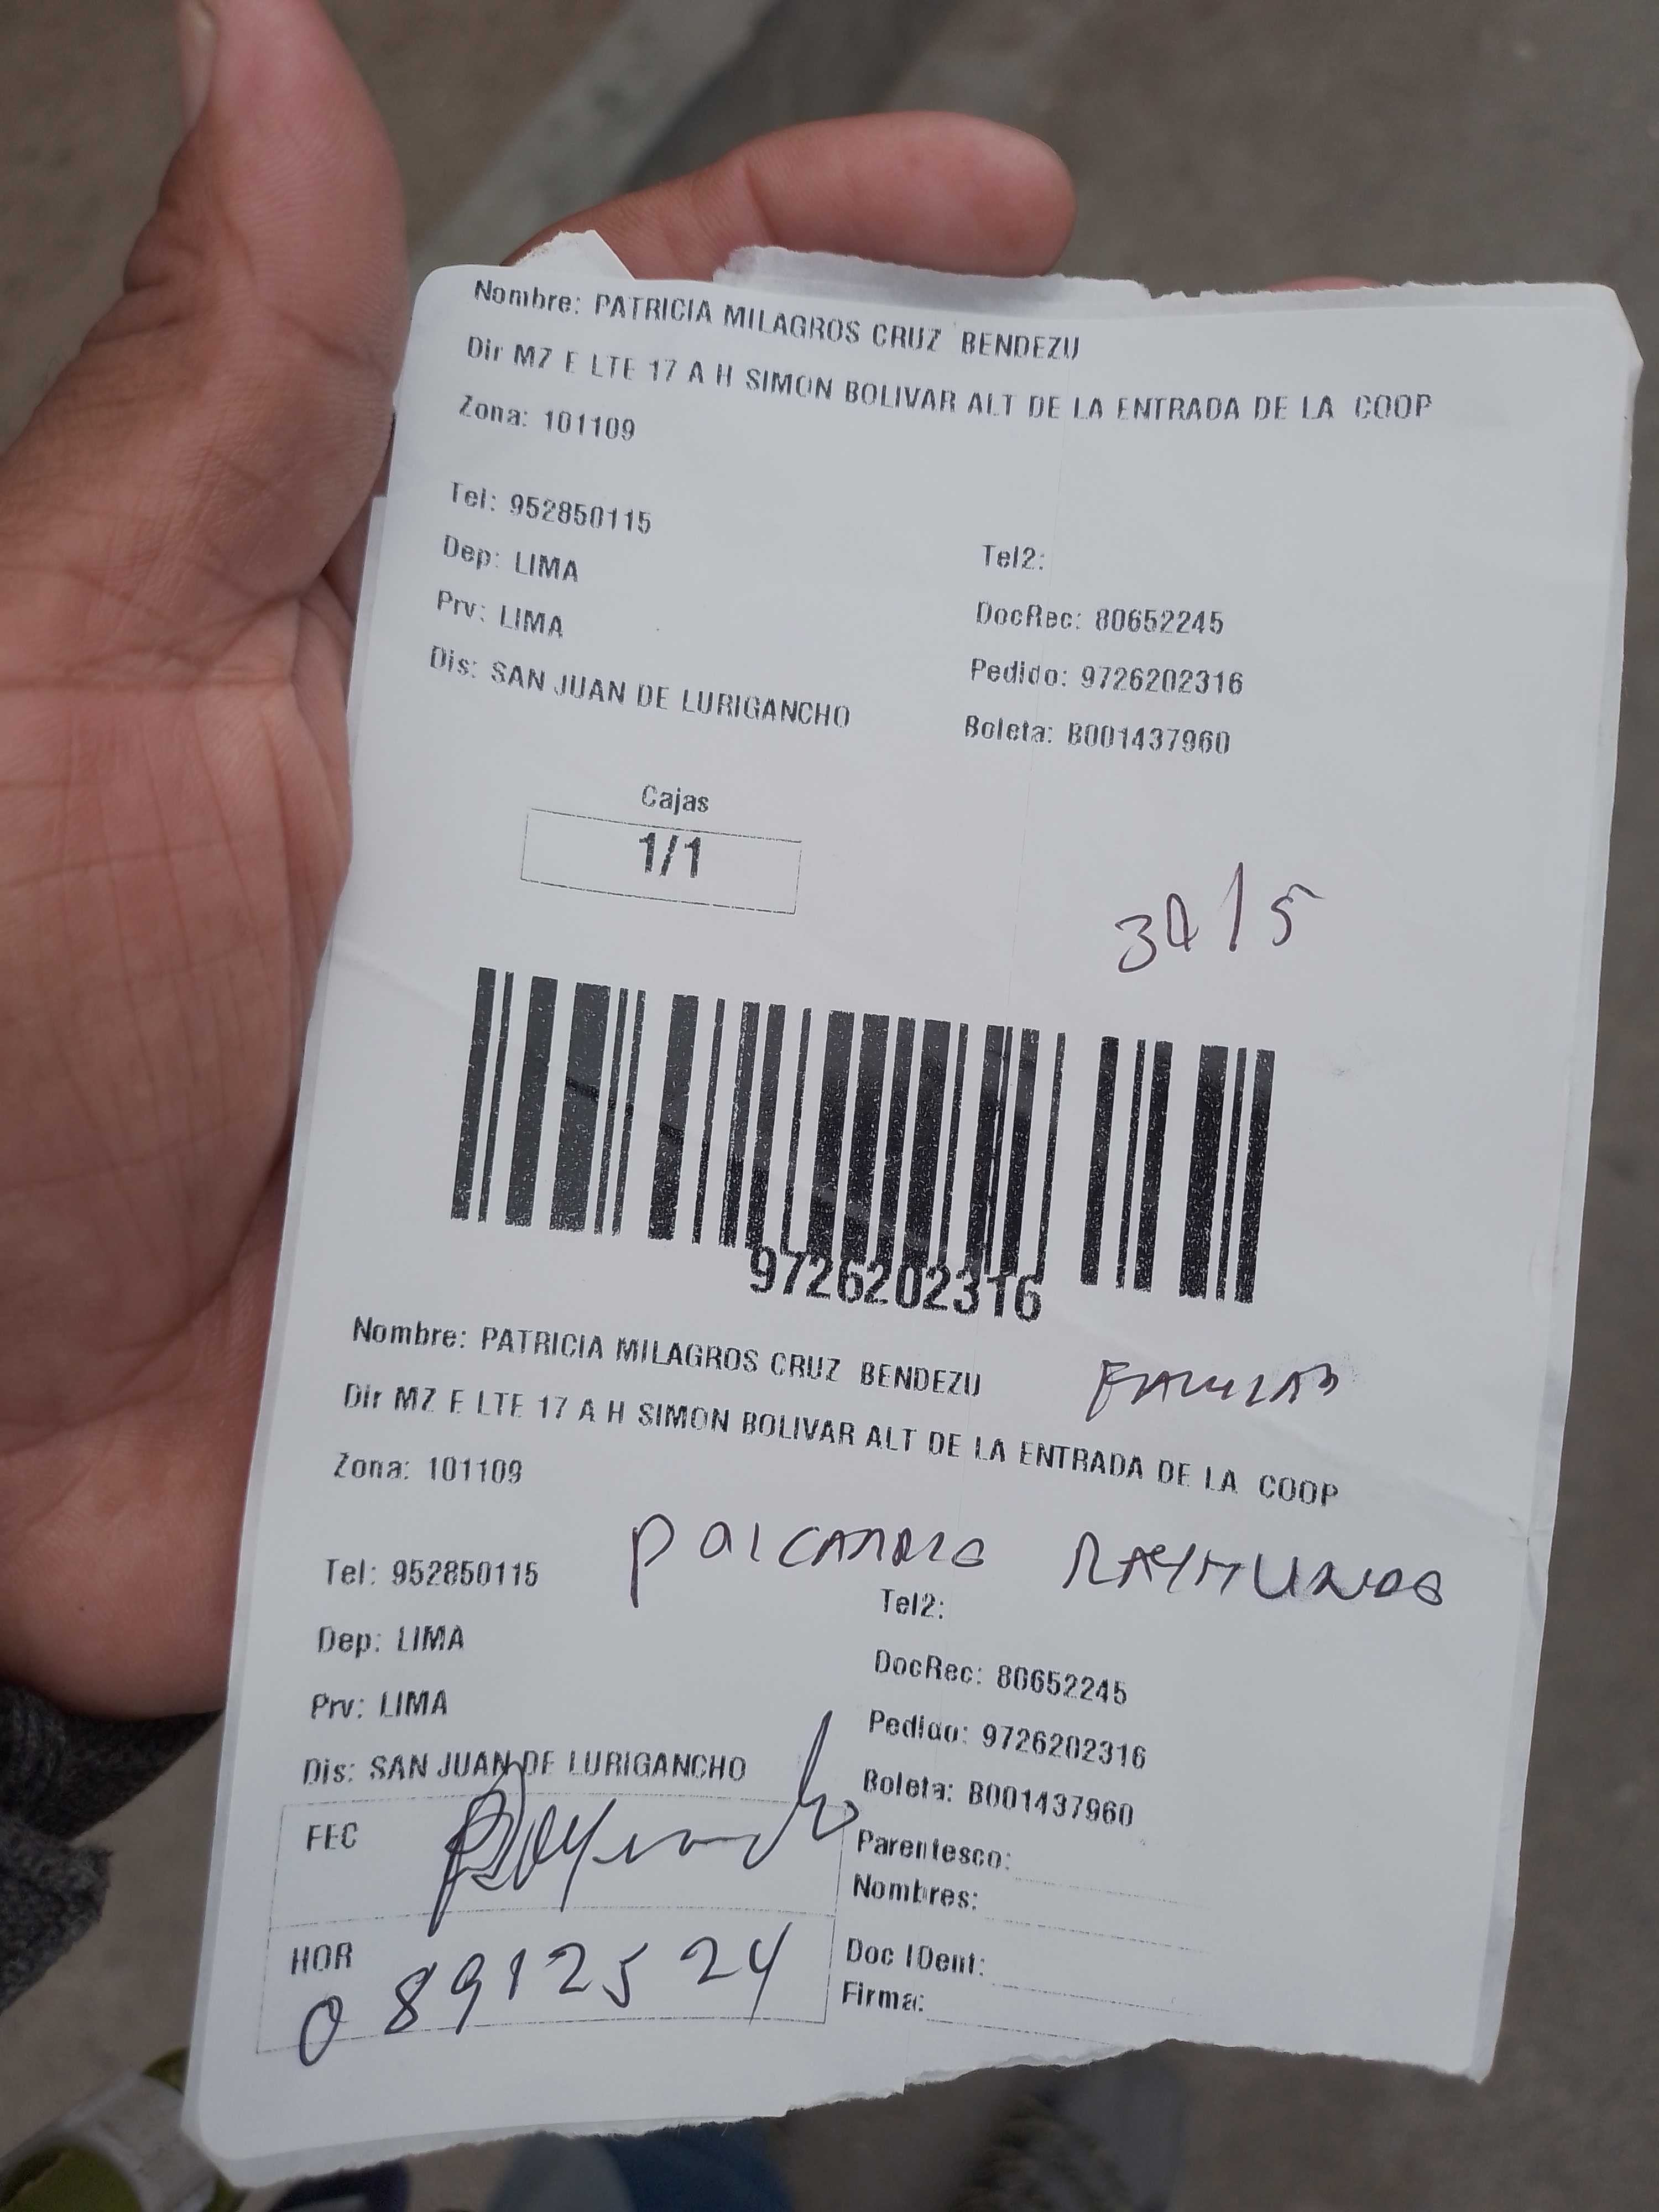 Nombre: PATRICIA MILAGROS CRUZ BENDEZU
Dir MZ E LTE 17 A H SIMON BOLIVAR ALT DE LA ENTRADA DE LA COOP
Zona: 101109
Tel: 952850115
Tel2:
Dep: LIMA
DocRec: 80652245
Prv: LIMA
Pedido: 9726202316
Dis: SAN JUAN DE LURIGANCHO
Boleta: B001437960
Cajas
1/1
9726202316
Nombre: PATRICIA MILAGROS CRUZ BENDEZU
Dir MZ E LTE 17 A H SIMON BOLIVAR ALT DE LA ENTRADA DE LA COOP
Zona: 101109
RAYMUNDO
Tel: 952850115
Tel2:
Dep: LIMA
DocRec: 80652245
Prv: LIMA
Pedido: 9726202316
Dis: SAN JUAN DE LURIGANCHO
Boleta: B001437960
FEC
Parentesco:
Nombres:
HOR
08912524
Doc IDent:
Firma: